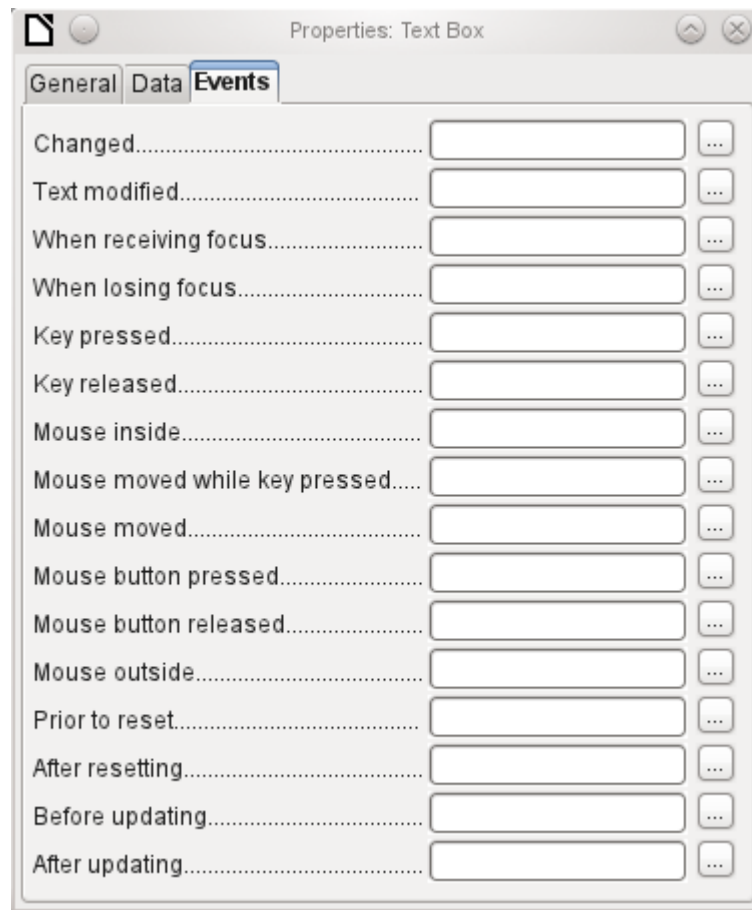 Properties: Text Box
General Data Events
Changed................................................ ...
Text modified........................................ ...
When receiving focus.......................... ...
When losing focus............................... ...
Key pressed.......................................... ...
Key released......................................... ...
Mouse inside........................................ ...
Mouse moved while key pressed..... ...
Mouse moved....................................... ...
Mouse button pressed........................ ...
Mouse button released....................... ...
Mouse outside...................................... ...
Prior to reset......................................... ...
After resetting........................................ ...
Before updating.................................... ...
After updating........................................ ...